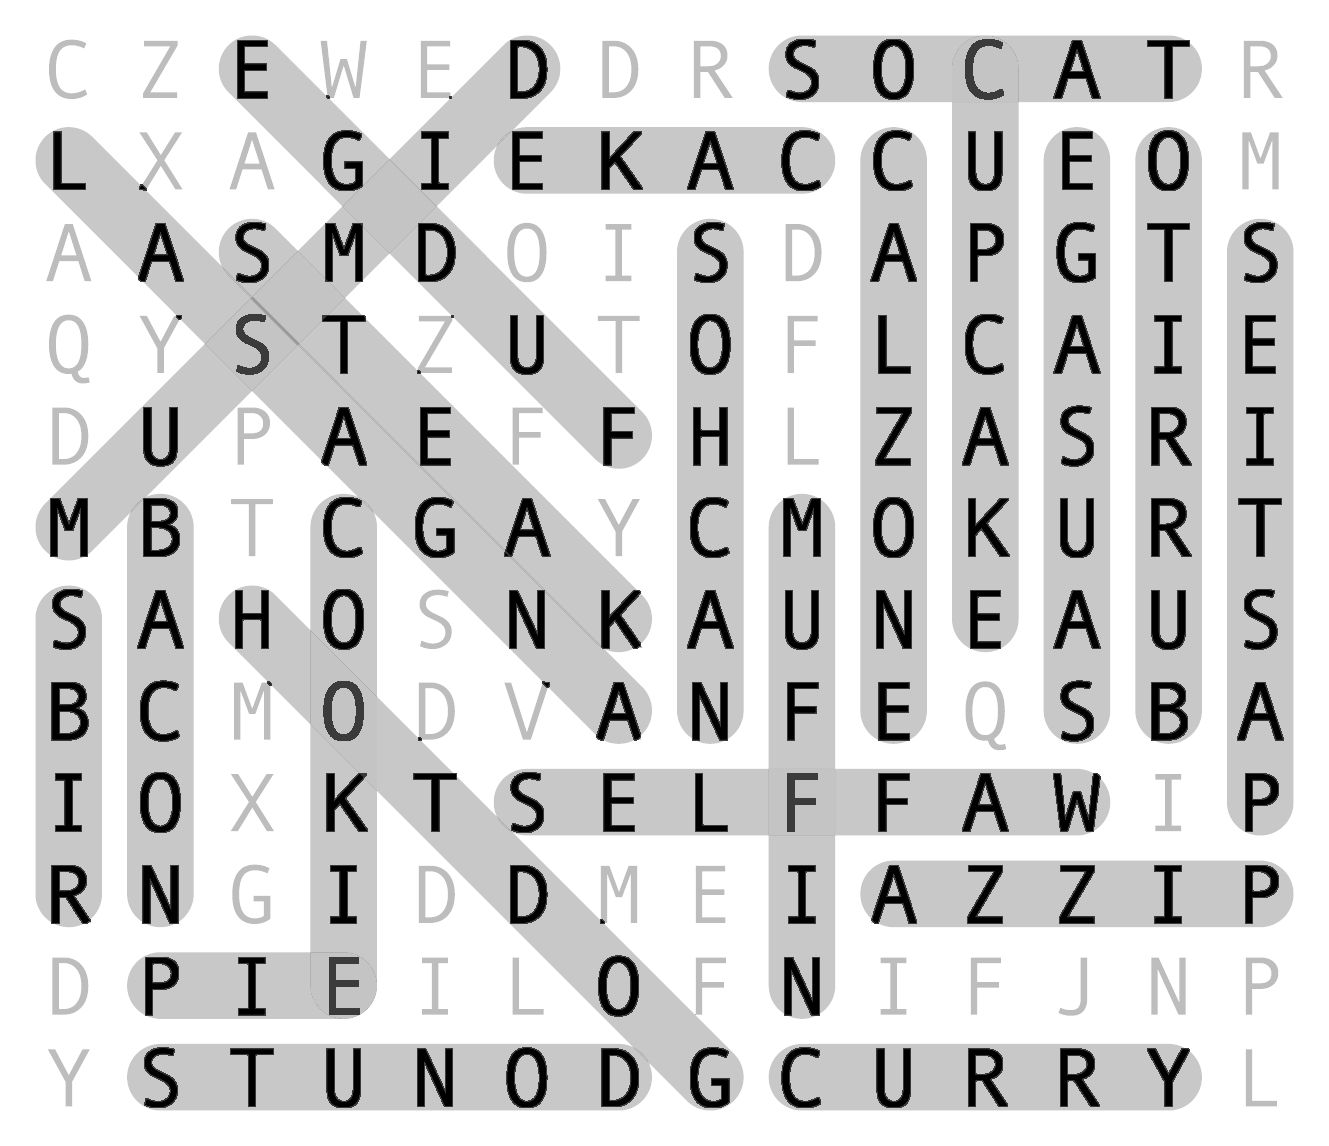 C Z E W E D D R S O C A T R
L X A G I E K A C C U E O M
A A S M D O I S D A P G T S
Q Y S T Z U T O F L C A I E
D U P A E F F H L Z A S R I
M B T C G A Y C M O K U R T
S A H O S N K A U N E A U S
B C M O D V A N F E Q S B A
I O X K T S E L F F A W I P
R N G I D D M E I A Z Z I P
D P I E I L O F N I F J N P
Y S T U N O D G C U R R Y L